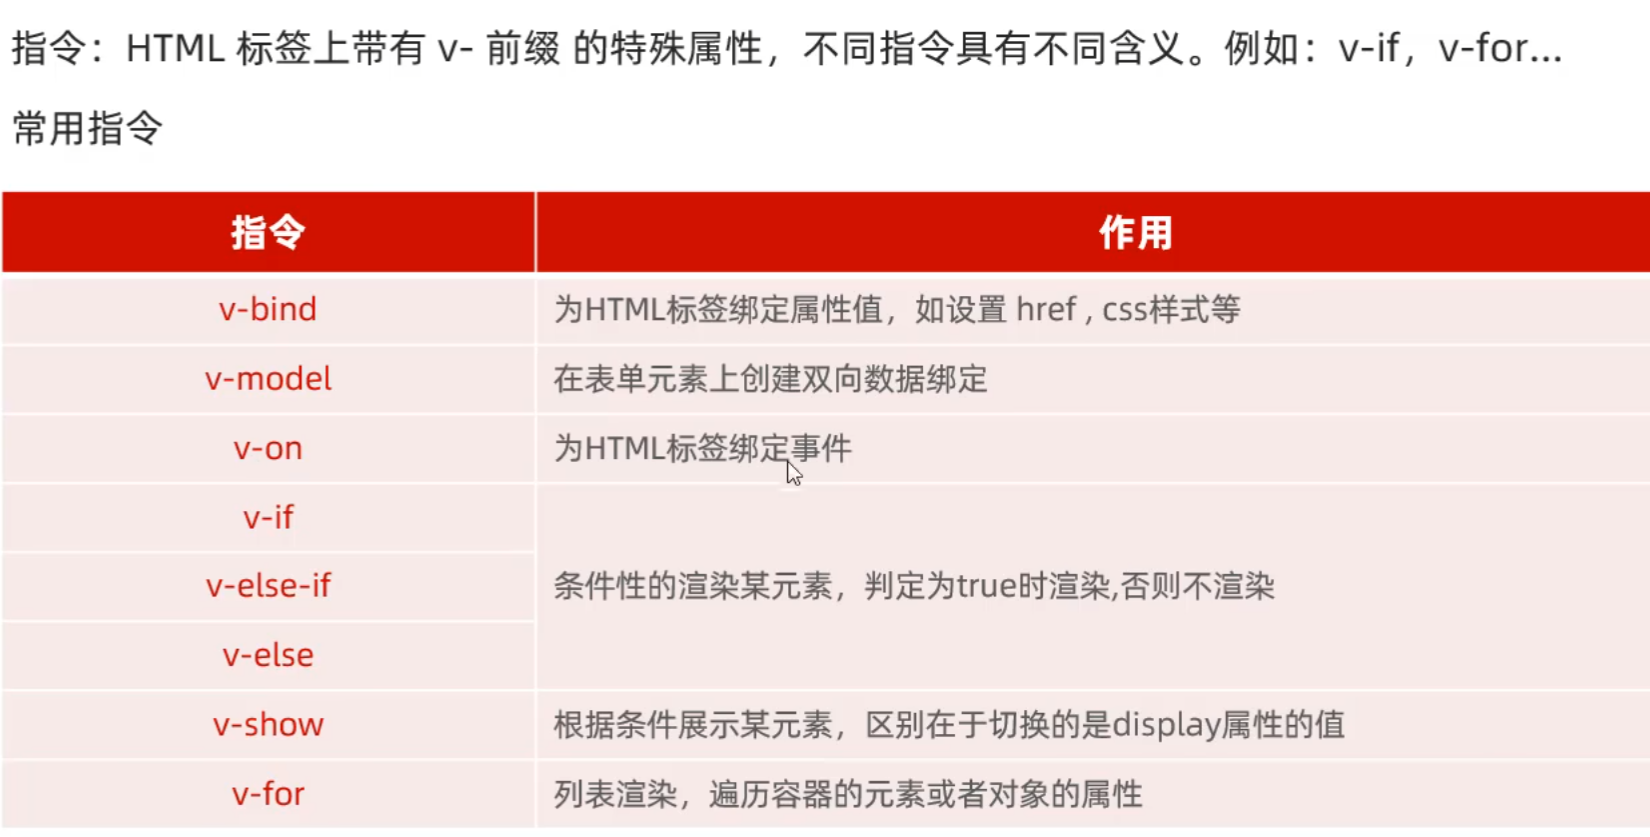 指令：HTML 标签上带有 v- 前缀 的特殊属性，不同指令具有不同含义。例如：v-if，v-for...
常用指令
指令 作用
v-bind 为HTML标签绑定属性值，如设置 href , css样式等
v-model 在表单元素上创建双向数据绑定
v-on 为HTML标签绑定事件
v-if
v-else-if 条件性的渲染某元素，判定为true时渲染,否则不渲染
v-else
v-show 根据条件展示某元素，区别在于切换的是display属性的值
v-for 列表渲染，遍历容器的元素或者对象的属性